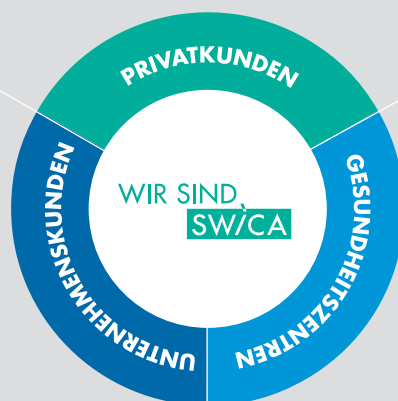 PRIVATKUNDEN
WIR SIND
SWICA
UNTERNEHMENSKUNDEN
GESUNDHEITSZENTREN